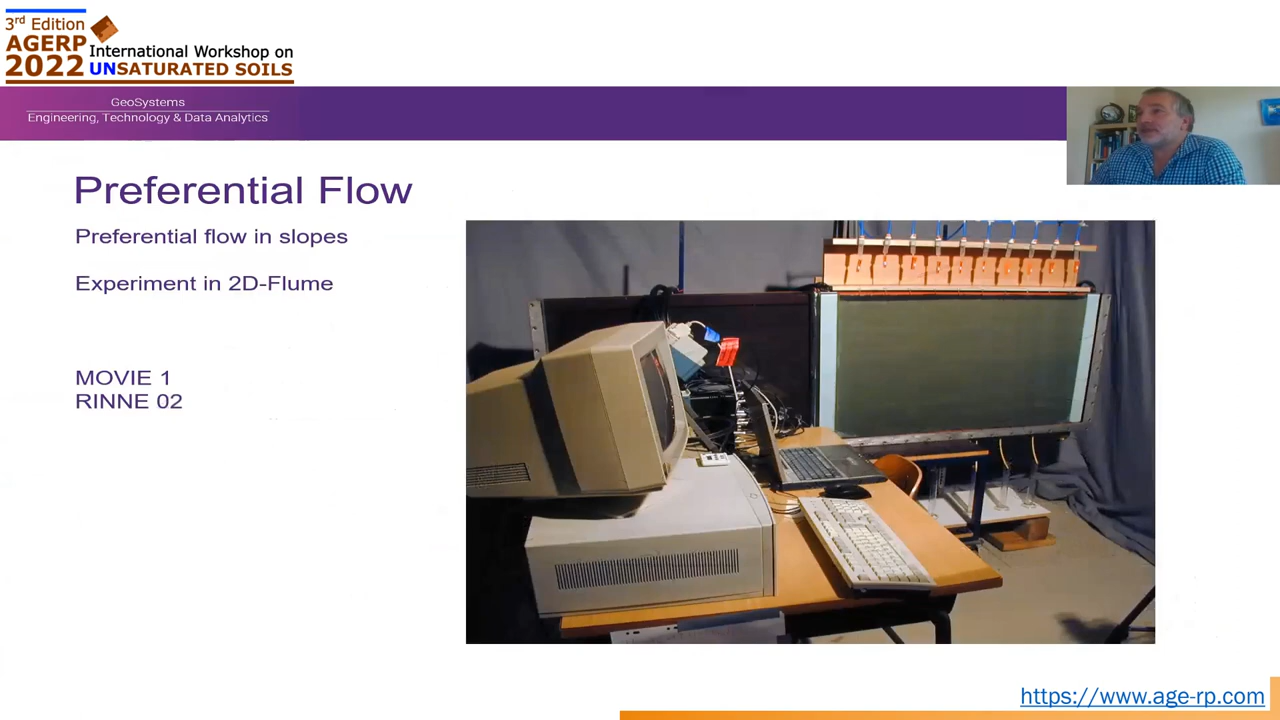 3rd Edition
AGERP
2022
International Workshop on
UNSATURATED SOILS
GeoSystems
Engineering, Technology & Data Analytics
Preferential Flow
Preferential flow in slopes
Experiment in 2D-Flume
MOVIE 1
RINNE 02
https://www.age-rp.com